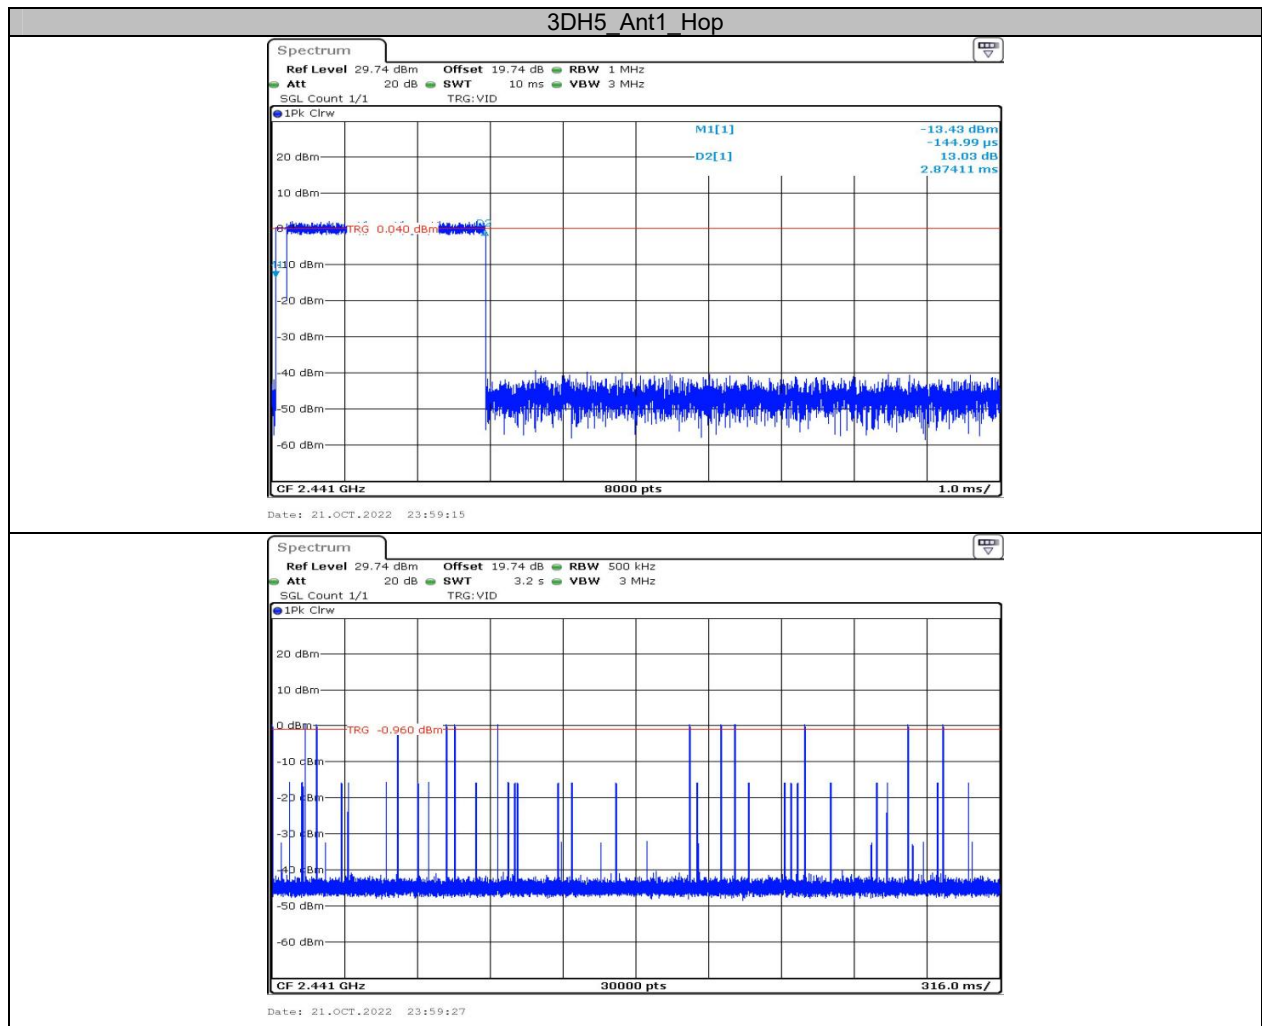 3DH5_Ant1_Hop
Spectrum
Ref Level 29.74 dBm Offset 19.74 dB RBW 1 MHz
Att 20 dB SWT 10 ms VBW 3 MHz
SGL Count 1/1 TRG:VID
1Pk Clrw
M1[1] -13.43 dBm
-144.99 µs
20 dBm D2[1] 13.03 dB
2.87411 ms
10 dBm
TRG 0.040 dBm
-10 dBm
-20 dBm
-30 dBm
-40 dBm
-50 dBm
-60 dBm
CF 2.441 GHz 8000 pts 1.0 ms/
Date: 21.OCT.2022 23:59:15
Spectrum
Ref Level 29.74 dBm Offset 19.74 dB RBW 500 kHz
Att 20 dB SWT 3.2 s VBW 3 MHz
SGL Count 1/1 TRG:VID
1Pk Clrw
20 dBm
10 dBm
0 dBm
TRG -0.960 dBm
-10 dBm
-20 dBm
-30 dBm
-40 dBm
-50 dBm
-60 dBm
CF 2.441 GHz 30000 pts 316.0 ms/
Date: 21.OCT.2022 23:59:27